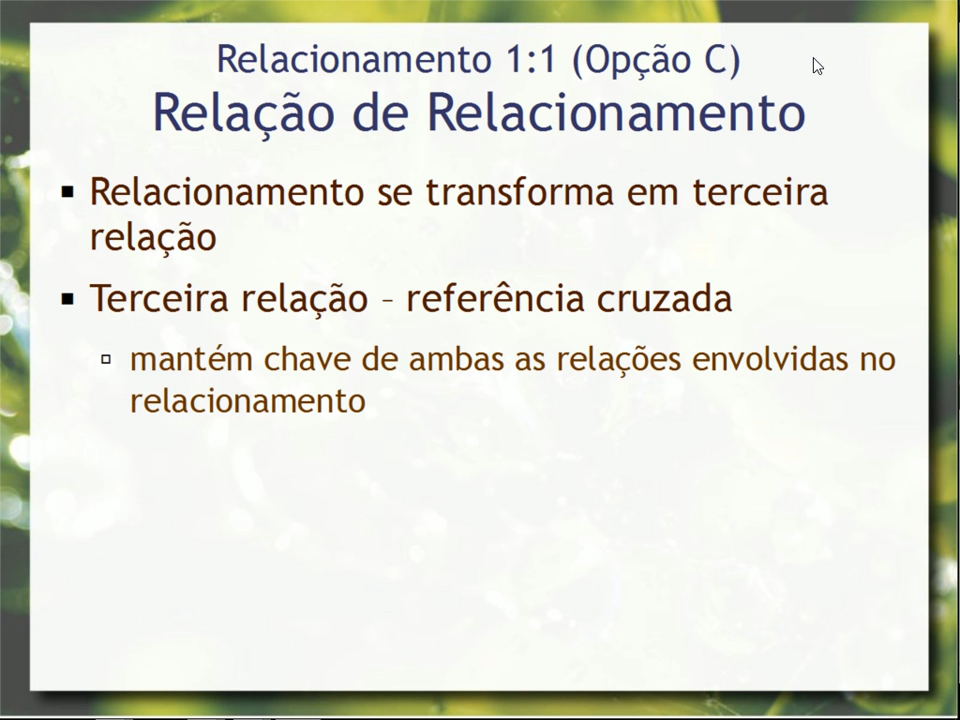 Relacionamento 1:1 (Opção C)
Relação de Relacionamento
Relacionamento se transforma em terceira
relação
Terceira relação – referência cruzada
mantém chave de ambas as relações envolvidas no
relacionamento